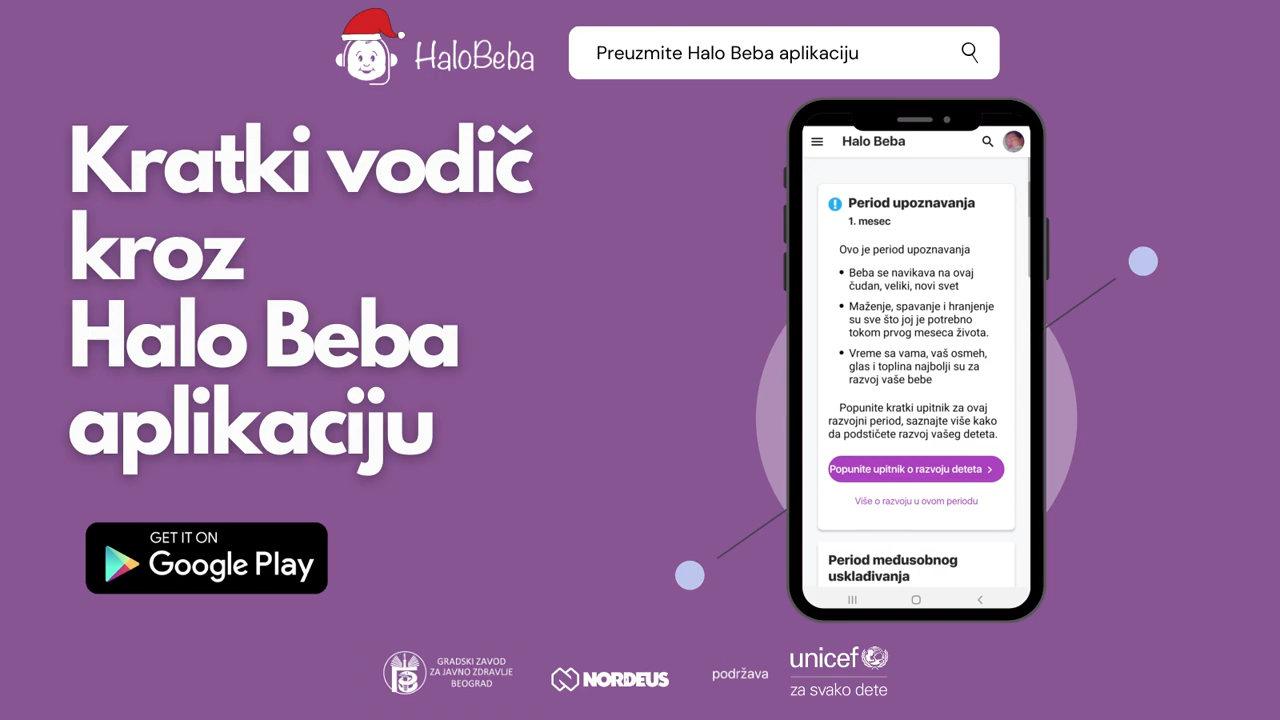 HaloBeba
Preuzmite Halo Beba aplikaciju
Kratki vodič
kroz
Halo Beba
aplikaciju
GET IT ON
Google Play
Halo Beba
Period upoznavanja
1. mesec
Ovo je period upoznavanja
• Beba se navikava na ovaj
čudan, veliki, novi svet
• Maženje, spavanje i hranjenje
su sve što joj je potrebno
tokom prvog meseca života.
• Vreme sa vama, vaš osmeh,
glas i toplina najbolji su za
razvoj vaše bebe
Popunite kratki upitnik za ovaj
razvojni period, saznajte više kako
da podstičete razvoj vašeg deteta.
Popunite upitnik o razvoju deteta
Više o razvoju u ovom periodu
Period međusobnog
usklađivanja
GRADSKI ZAVOD
ZA JAVNO ZDRAVLJE
BEOGRAD
NORDEUS
podržava
unicef
za svako dete